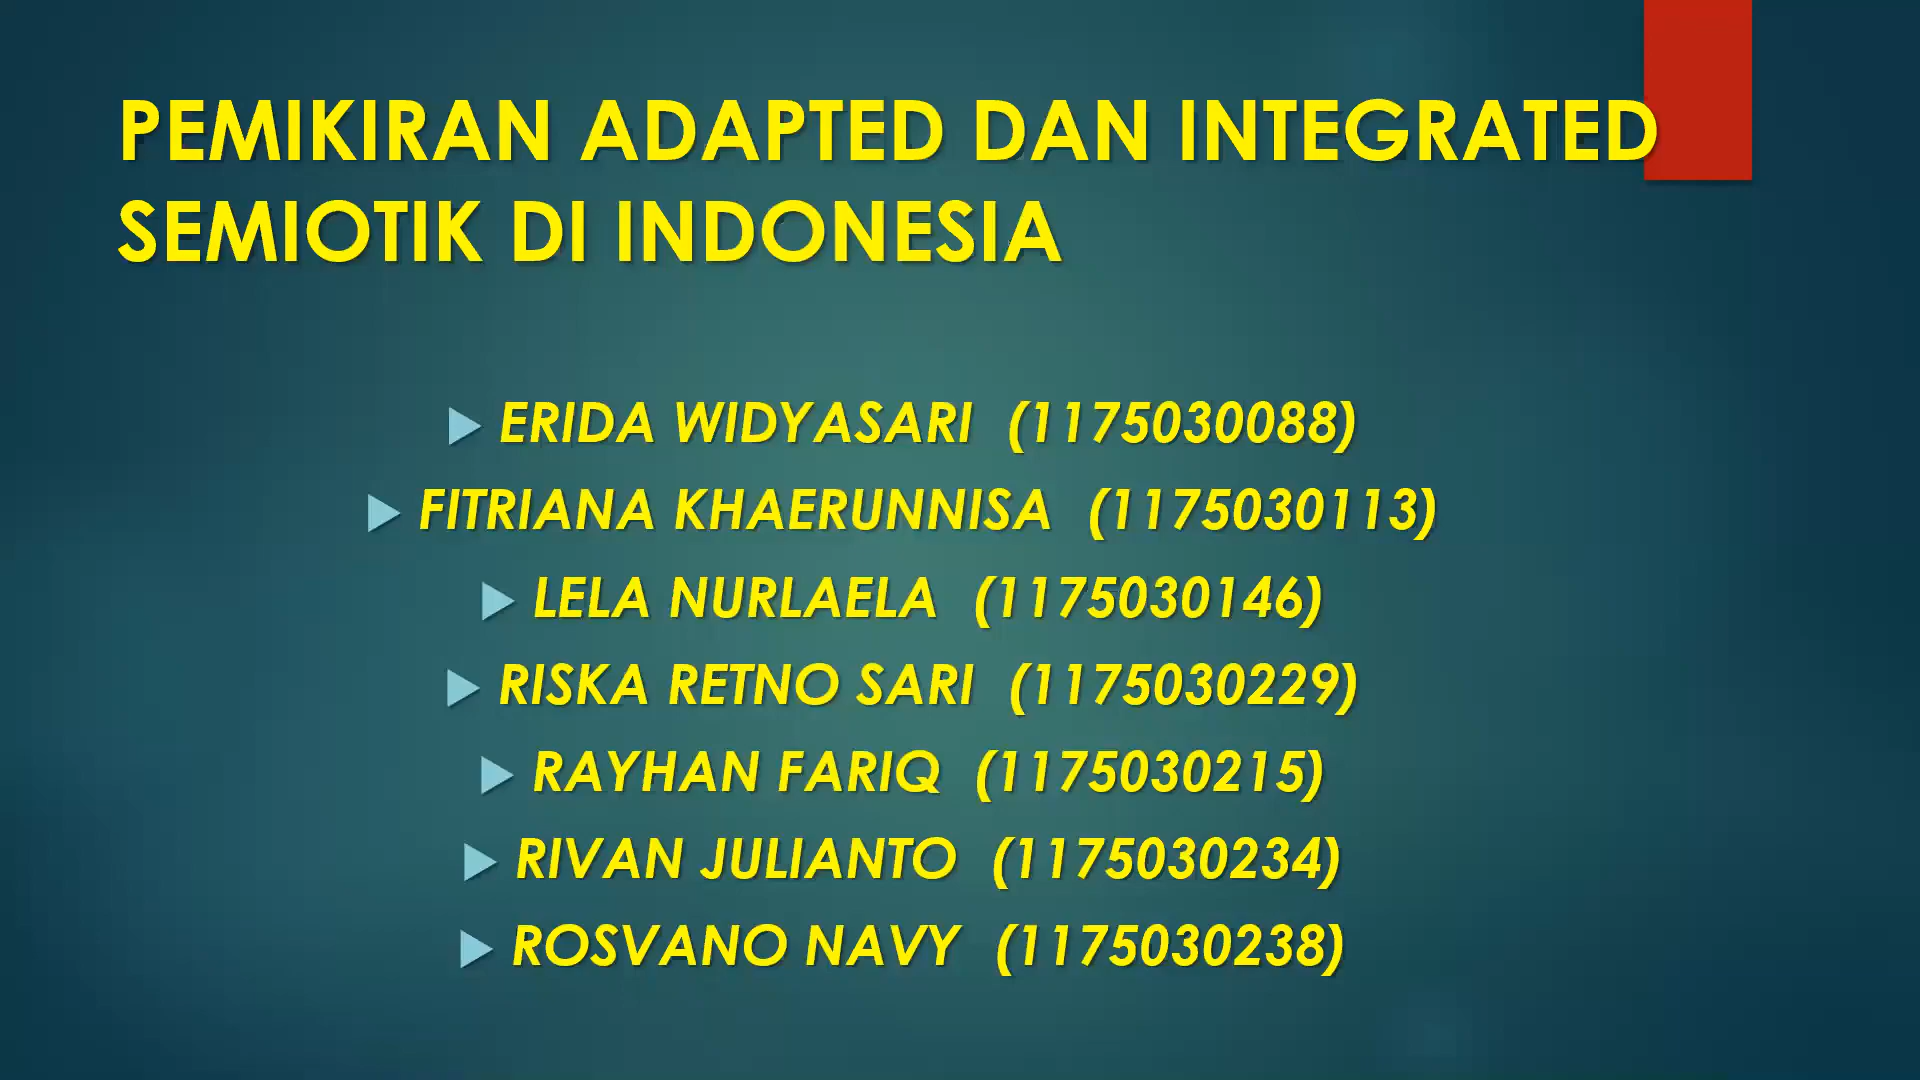 PEMIKIRAN ADAPTED DAN INTEGRATED
SEMIOTIK DI INDONESIA
ERIDA WIDYASARI (1175030088)
FITRIANA KHAERUNNISA (1175030113)
LELA NURLAELA (1175030146)
RISKA RETNO SARI (1175030229)
RAYHAN FARIQ (1175030215)
RIVAN JULIANTO (1175030234)
ROSVANO NAVY (1175030238)